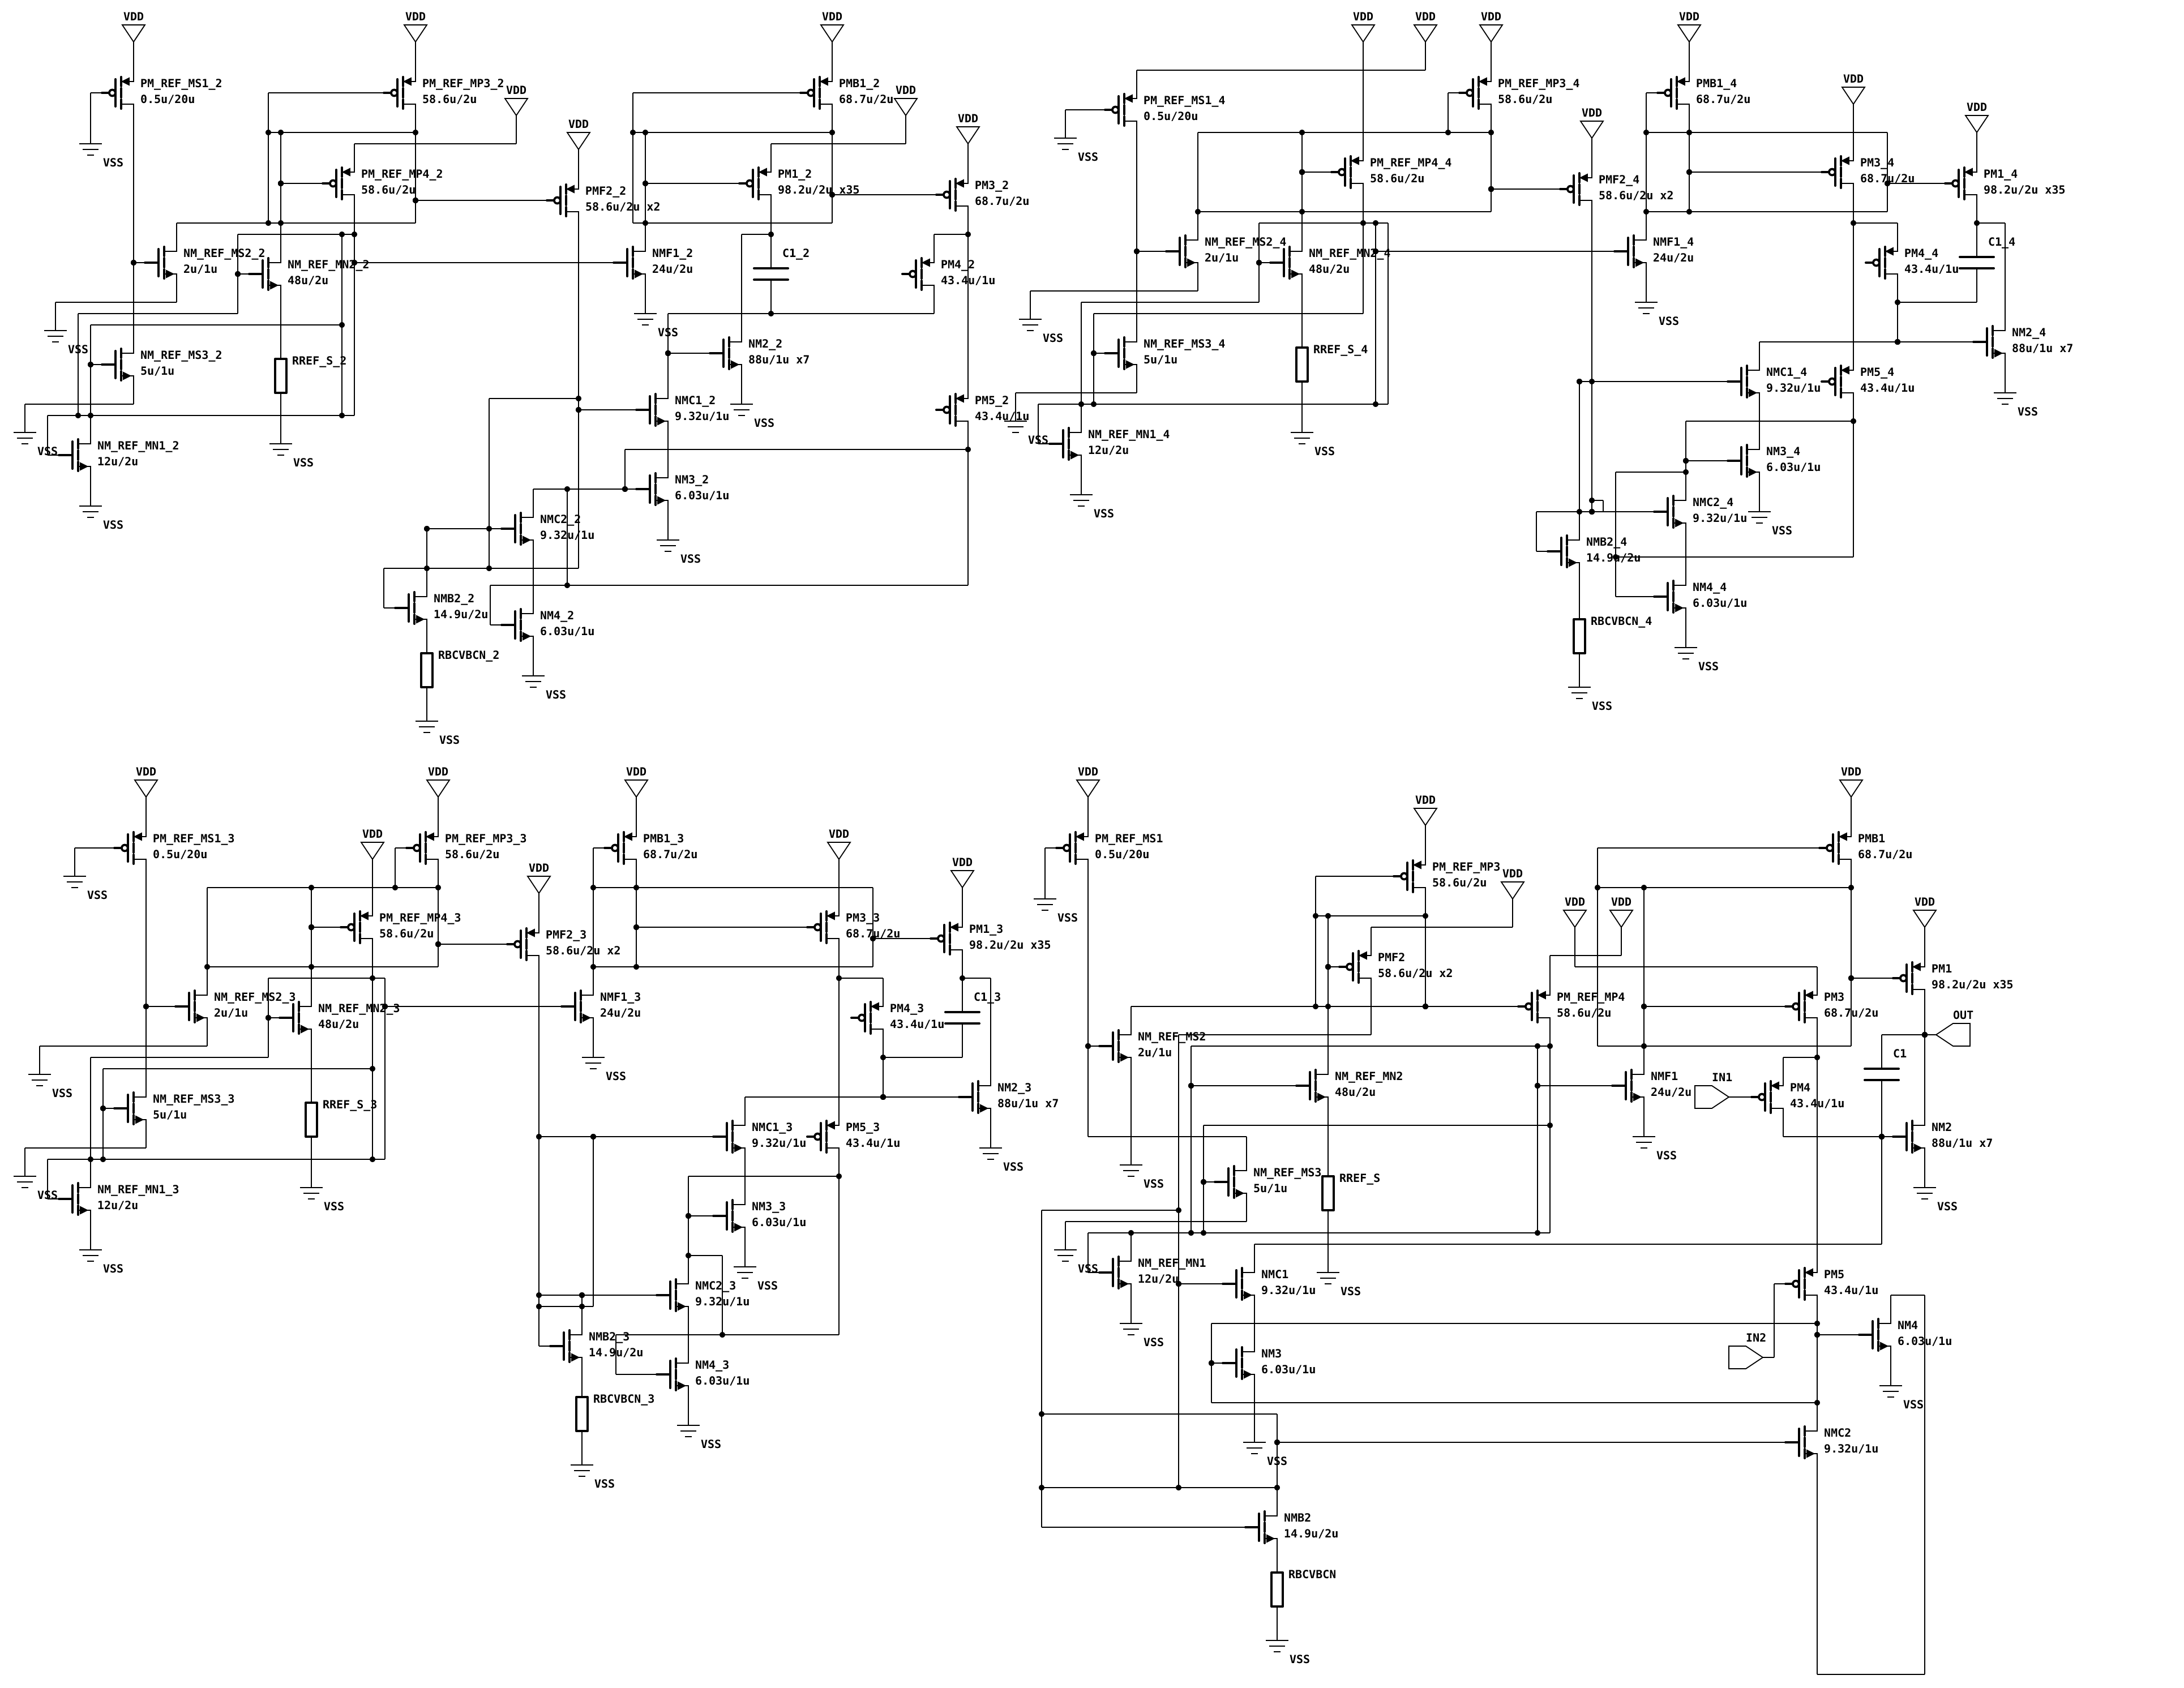 VDD
VDD
VDD
VDD
VDD
VDD
VDD
PM_REF_MS1_2
0.5u/20u
PM_REF_MP3_2
58.6u/2u
VDD
PMB1_2
68.7u/2u
VDD
PM_REF_MS1_4
0.5u/20u
PM_REF_MP3_4
58.6u/2u
PMB1_4
68.7u/2u
VDD
VDD
VDD
VDD
VDD
VSS
VSS
PM_REF_MP4_2
58.6u/2u
PMF2_2
58.6u/2u x2
PM1_2
98.2u/2u x35
PM3_2
68.7u/2u
PM_REF_MP4_4
58.6u/2u
PMF2_4
58.6u/2u x2
PM3_4
68.7u/2u
PM1_4
98.2u/2u x35
NM_REF_MS2_2
2u/1u
NM_REF_MN2_2
48u/2u
NMF1_2
24u/2u
C1_2
PM4_2
43.4u/1u
NM_REF_MS2_4
2u/1u
NM_REF_MN2_4
48u/2u
NMF1_4
24u/2u
PM4_4
43.4u/1u
C1_4
VSS
VSS
VSS
VSS
NM_REF_MS3_2
5u/1u
RREF_S_2
NM2_2
88u/1u x7
NM_REF_MS3_4
5u/1u
RREF_S_4
NM2_4
88u/1u x7
NMC1_2
9.32u/1u
PM5_2
43.4u/1u
NMC1_4
9.32u/1u
PM5_4
43.4u/1u
VSS
VSS
VSS
VSS
VSS
VSS
VSS
NM_REF_MN1_2
12u/2u
NM_REF_MN1_4
12u/2u
NM3_2
6.03u/1u
NM3_4
6.03u/1u
VSS
VSS
VSS
VSS
NMC2_2
9.32u/1u
NMC2_4
9.32u/1u
NMB2_4
14.9u/2u
NMB2_2
14.9u/2u
NM4_2
6.03u/1u
NM4_4
6.03u/1u
RBCVBCN_4
RBCVBCN_2
VSS
VSS
VSS
VSS
VDD
VDD
VDD
VDD
VDD
PM_REF_MS1_3
0.5u/20u
VDD
PM_REF_MP3_3
58.6u/2u
PMB1_3
68.7u/2u
VDD
VDD
VDD
PM_REF_MS1
0.5u/20u
VDD
PM_REF_MP3
58.6u/2u
VDD
PMB1
68.7u/2u
VSS
VSS
VDD
VDD
VDD
PM_REF_MP4_3
58.6u/2u
PMF2_3
58.6u/2u x2
PM3_3
68.7u/2u
PM1_3
98.2u/2u x35
PMF2
58.6u/2u x2
PM_REF_MP4
58.6u/2u
PM3
68.7u/2u
PM1
98.2u/2u x35
OUT
NM_REF_MS2_3
2u/1u
NM_REF_MN2_3
48u/2u
NMF1_3
24u/2u
PM4_3
43.4u/1u
C1_3
NM_REF_MS2
2u/1u
NM_REF_MN2
48u/2u
NMF1
24u/2u
IN1
PM4
43.4u/1u
C1
VSS
VSS
NM_REF_MS3_3
5u/1u
RREF_S_3
NMC1_3
9.32u/1u
PM5_3
43.4u/1u
NM2_3
88u/1u x7
NM2
88u/1u x7
VSS
VSS
VSS
VSS
NM_REF_MS3
5u/1u
RREF_S
VSS
VSS
VSS
NM_REF_MN1_3
12u/2u
NM3_3
6.03u/1u
VSS
VSS
VSS
VSS
NM_REF_MN1
12u/2u
NMC1
9.32u/1u
PM5
43.4u/1u
NMC2_3
9.32u/1u
NMB2_3
14.9u/2u
NM4_3
6.03u/1u
RBCVBCN_3
VSS
VSS
IN2
NM4
6.03u/1u
NM3
6.03u/1u
VSS
VSS
NMC2
9.32u/1u
VSS
VSS
NMB2
14.9u/2u
RBCVBCN
VSS